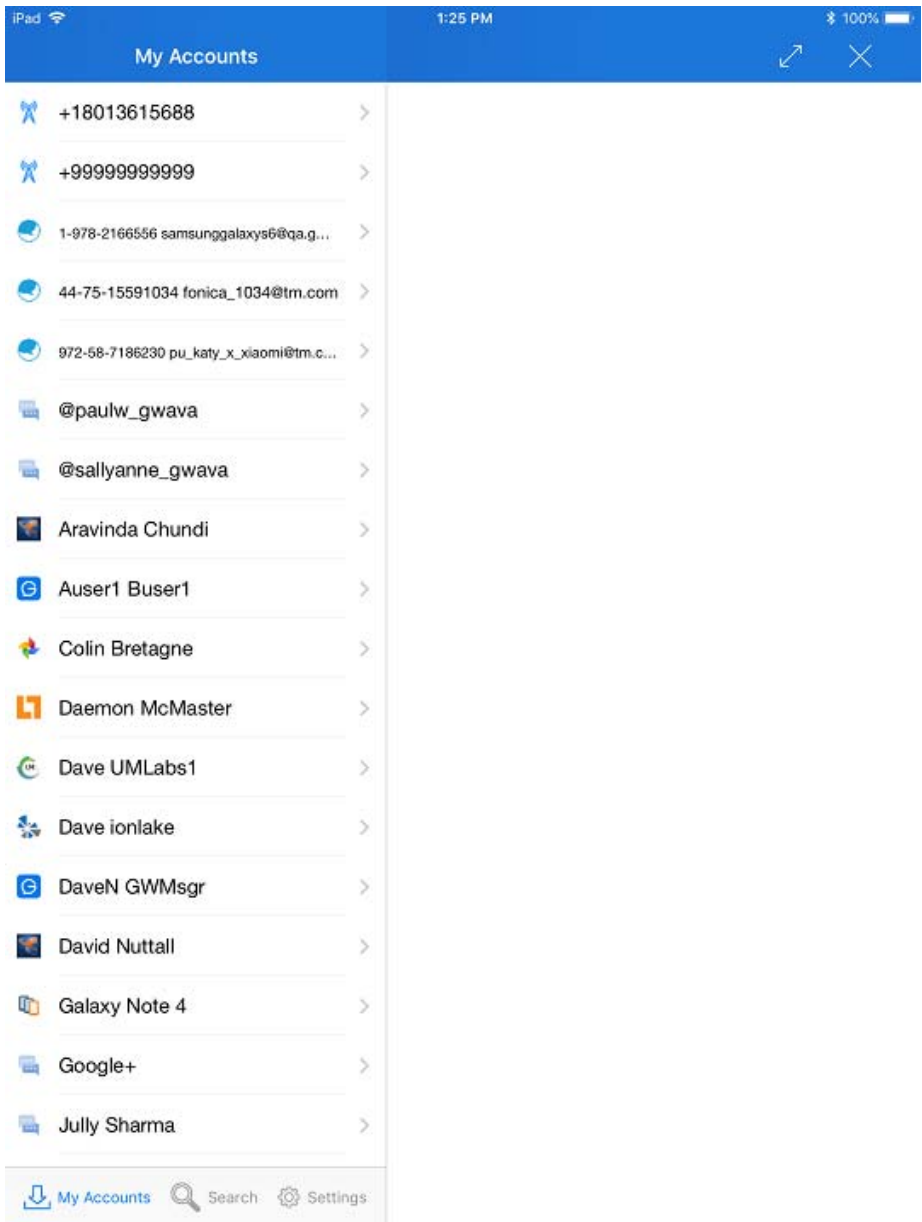 iPad 1:25 PM 100%
My Accounts
+18013615688
+99999999999
1-978-2166556 samsunggalaxys6@qa.g...
44-75-15591034 fonica_1034@tm.com
972-58-7186230 pu_katy_x_xiaomi@tm.c...
@paulw_gwava
@sallyanne_gwava
Aravinda Chundi
Auser1 Buser1
Colin Bretagne
Daemon McMaster
Dave UMLabs1
Dave ionlake
DaveN GWMsgr
David Nuttall
Galaxy Note 4
Google+
Jully Sharma
My Accounts Search Settings